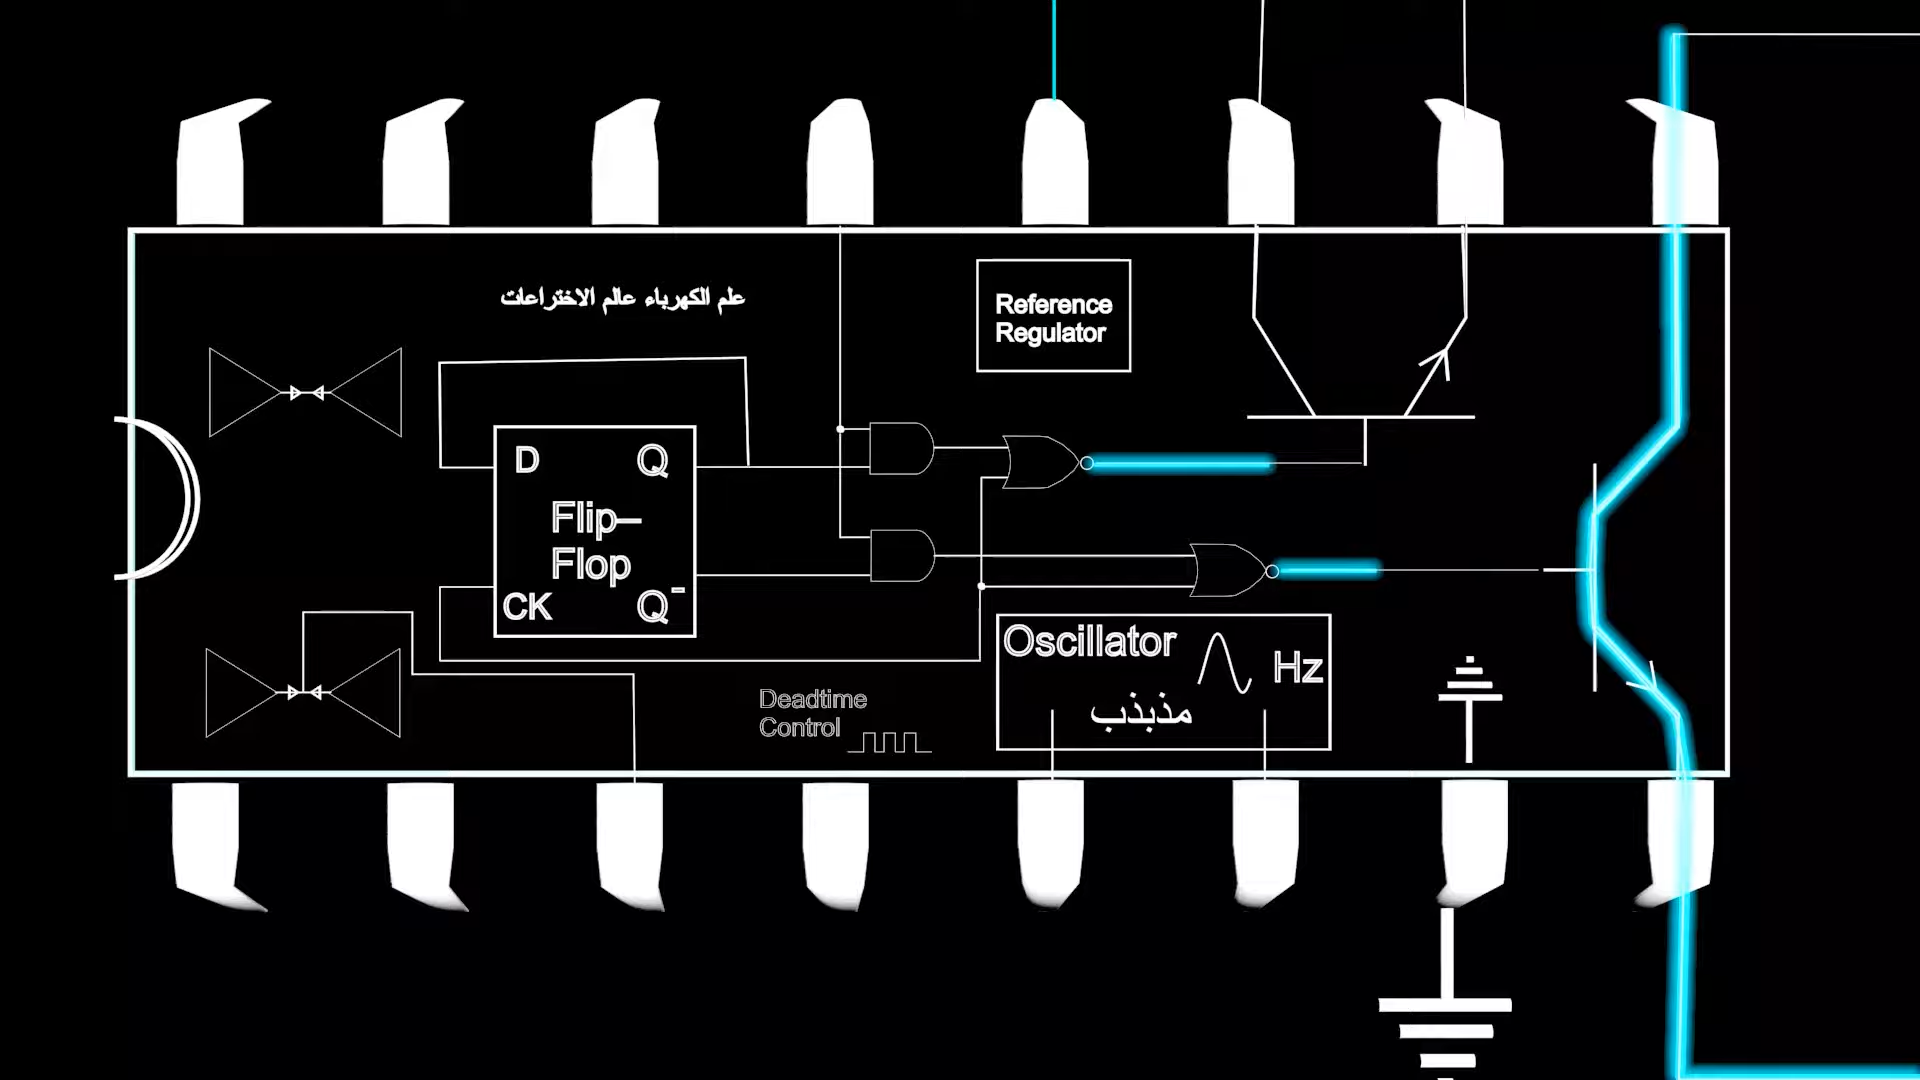 علم الكهرباء عالم الاختراعات
Reference
Regulator
D
Q
Flip–
Flop
CK
Q‾
Oscillator
Hz
مذبذب
Deadtime
Control